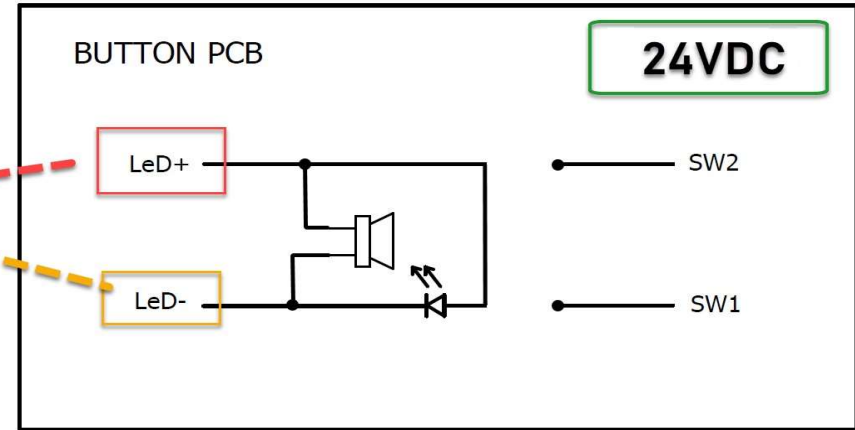 BUTTON PCB
24VDC
LeD+
SW2
LeD-
SW1